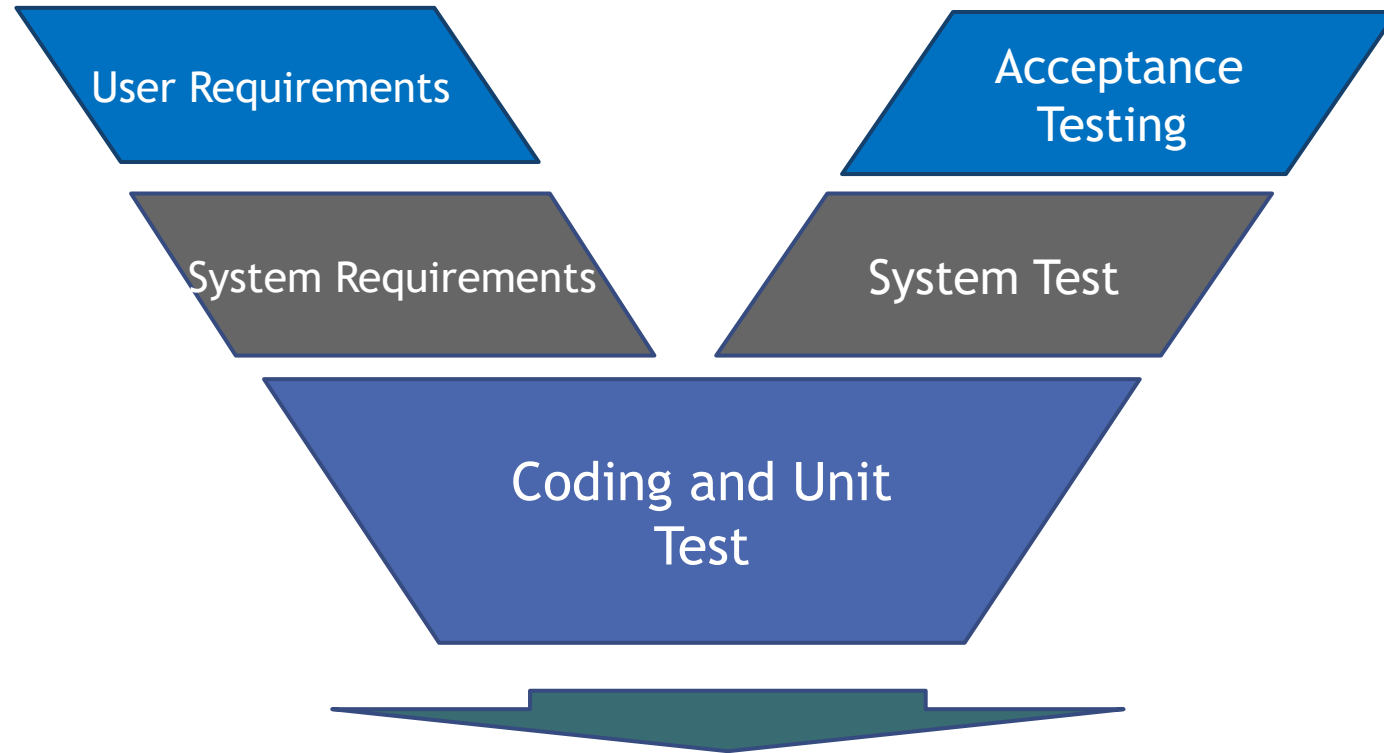 User Requirements
Acceptance
Testing
System Requirements
System Test
Coding and Unit
Test